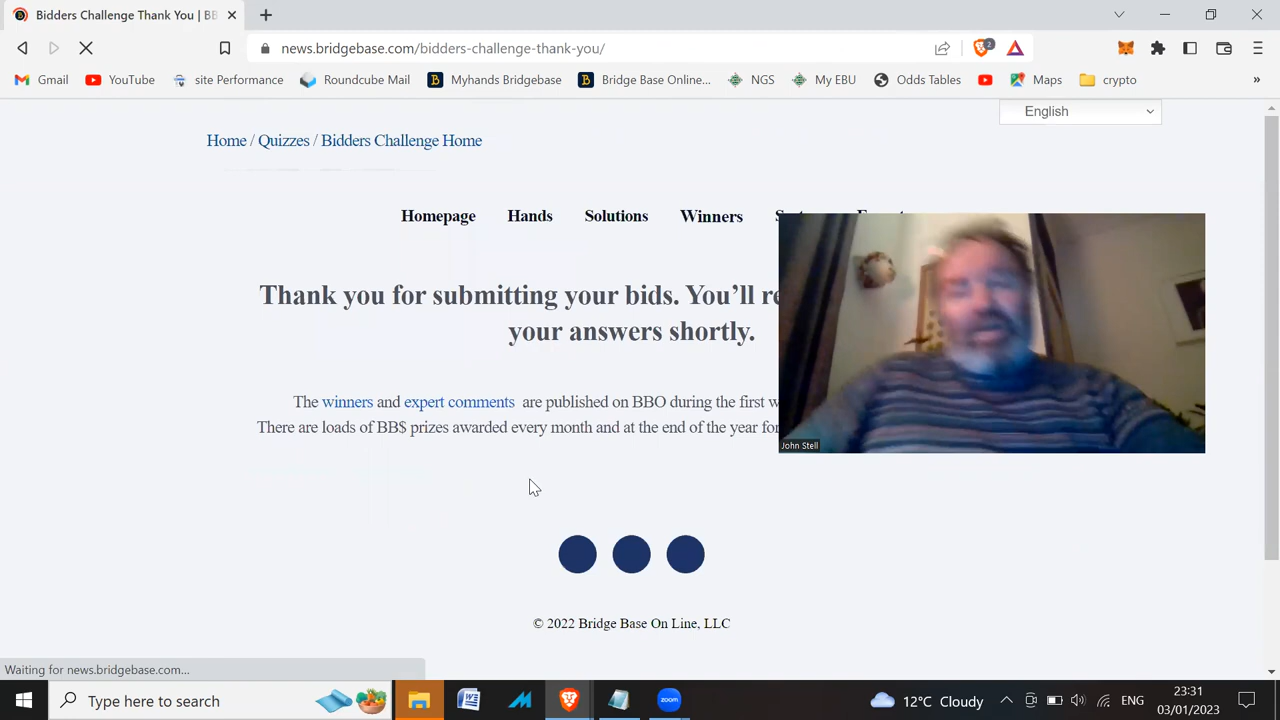 Bidders Challenge Thank You | BB
news.bridgebase.com/bidders-challenge-thank-you/
2
Gmail YouTube site Performance Roundcube Mail Myhands Bridgebase Bridge Base Online... NGS My EBU Odds Tables Maps crypto »
English
Home / Quizzes / Bidders Challenge Home
Homepage Hands Solutions Winners
Thank you for submitting your bids. You'll
your answers shortly.
The winners and expert comments are published on BBO during the first
There are loads of BB$ prizes awarded every month and at the end of the year
John Stell
© 2022 Bridge Base On Line, LLC
Waiting for news.bridgebase.com...
Type here to search
zoom
12°C Cloudy
ENG
23:31
03/01/2023